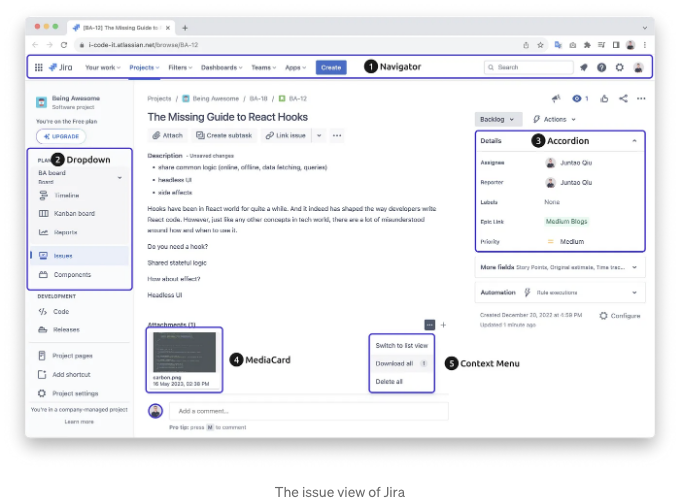 [BA-12] The Missing Guide to
i-code-it.atlassian.net/browse/BA-12
Jira
Your work
Projects
Filters
Dashboards
Teams
Apps
Create
1 Navigator
Search
Being Awesome
Software project
You're on the Free plan
UPGRADE
2 Dropdown
BA board
Board
Timeline
Kanban board
Reports
Issues
Components
DEVELOPMENT
Code
Releases
Project pages
Add shortcut
Project settings
You're in a company-managed project
Learn more
Projects / Being Awesome / BA-18 / BA-12
The Missing Guide to React Hooks
Attach
Create subtask
Link issue
Description - Unsaved changes
• share common logic (online, offline, data fetching, queries)
• headless UI
• side effects
Hooks have been in React world for quite a while. And it indeed has shaped the way developers write
React code. However, just like any other concepts in tech world, there are a lot of misunderstood
around how and when to use it.
Do you need a hook?
Shared stateful logic
How about effect?
Headless UI
Attachments (1)
carbon.png
16 May 2023, 02:38 PM
4 MediaCard
Switch to list view
Download all 1
Delete all
5 Context Menu
Add a comment...
Pro tip: press M to comment
1
Backlog
Actions
Details
3 Accordion
Assignee
Juntao Qiu
Reporter
Juntao Qiu
Labels
None
Epic Link
Medium Blogs
Priority
Medium
More fields Story Points, Original estimate, Time trac...
Automation
Rule executions
Created December 20, 2022 at 4:59 PM
Updated 1 minute ago
Configure
The issue view of Jira